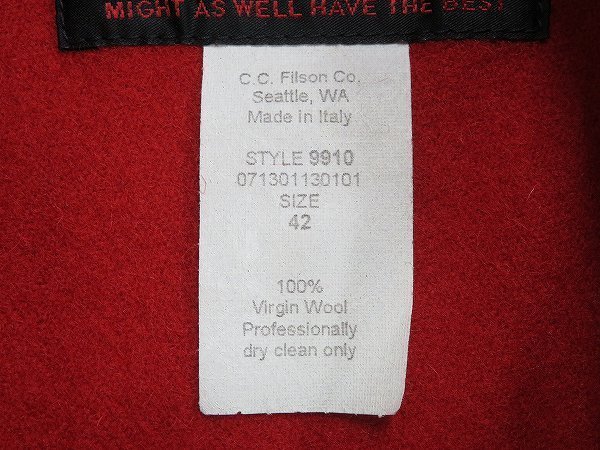 MIGHT AS WELL HAVE THE BEST
C.C. Filson Co.
Seattle, WA
Made in Italy
STYLE 9910
071301130101
SIZE
42
100%
Virgin Wool
Professionally
dry clean only